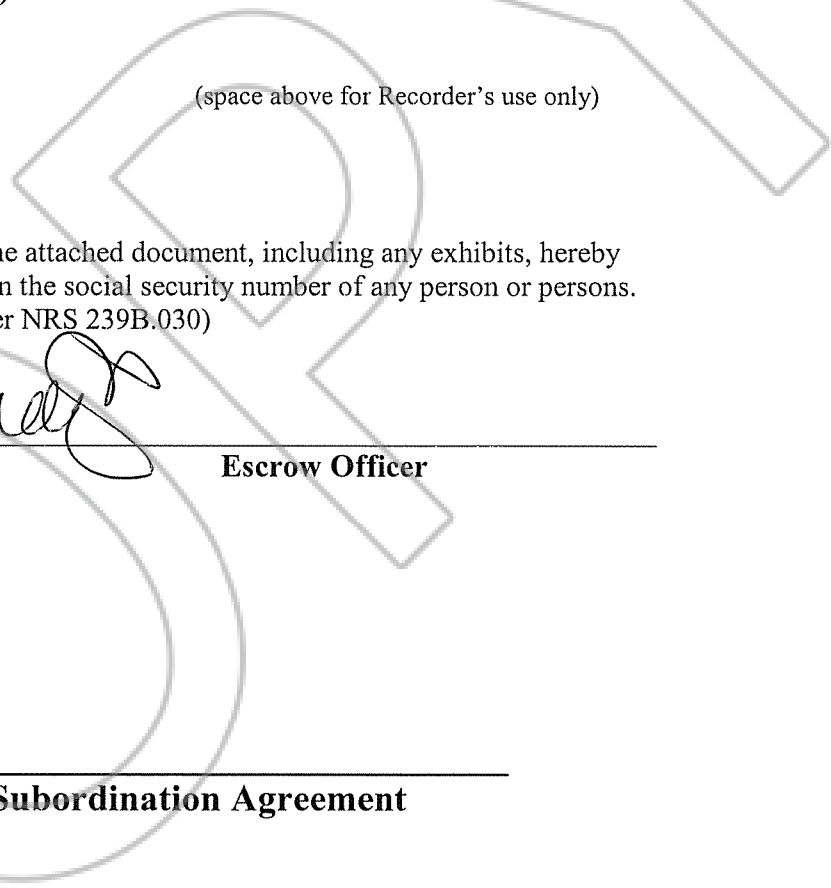 (space above for Recorder's use only)
he attached document, including any exhibits, hereby
n the social security number of any person or persons.
er NRS 239B.030)
Escrow Officer
Subordination Agreement